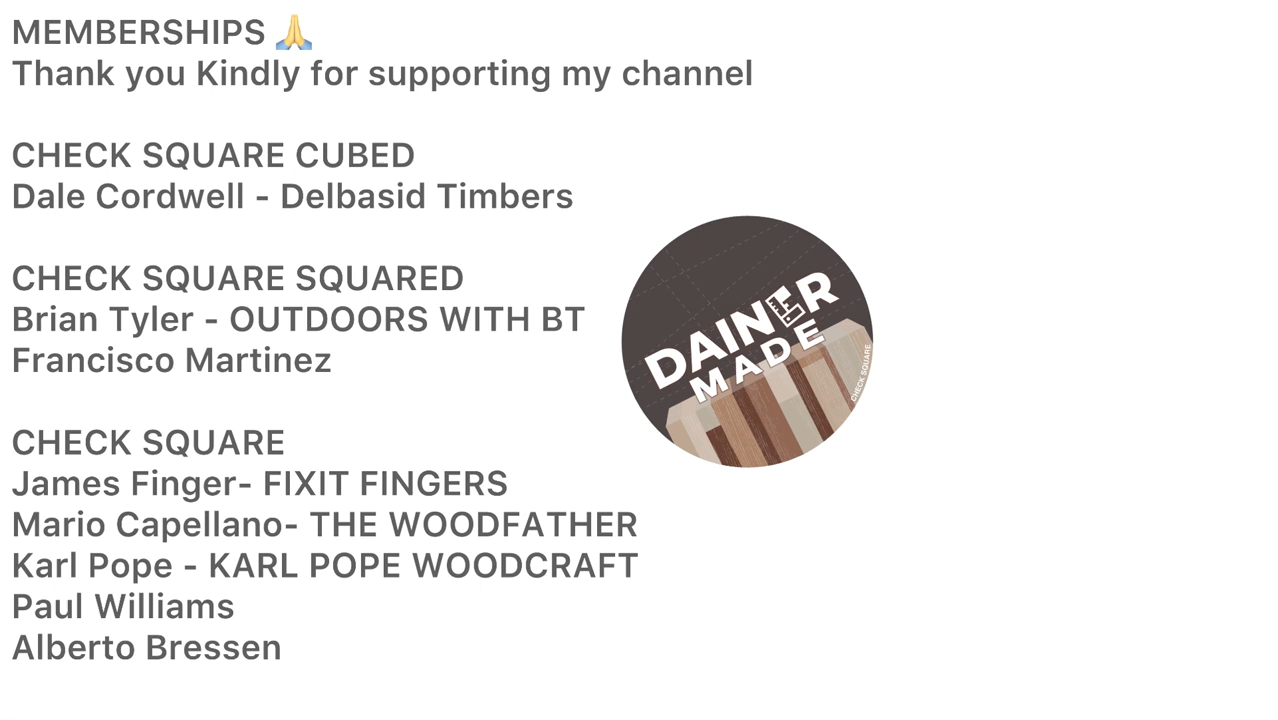 MEMBERSHIPS 🙏
Thank you Kindly for supporting my channel
CHECK SQUARE CUBED
Dale Cordwell - Delbasid Timbers
CHECK SQUARE SQUARED
Brian Tyler - OUTDOORS WITH BT
Francisco Martinez
CHECK SQUARE
James Finger- FIXIT FINGERS
Mario Capellano- THE WOODFATHER
Karl Pope - KARL POPE WOODCRAFT
Paul Williams
Alberto Bressen
DAINER
MADE
CHECK SQUARE